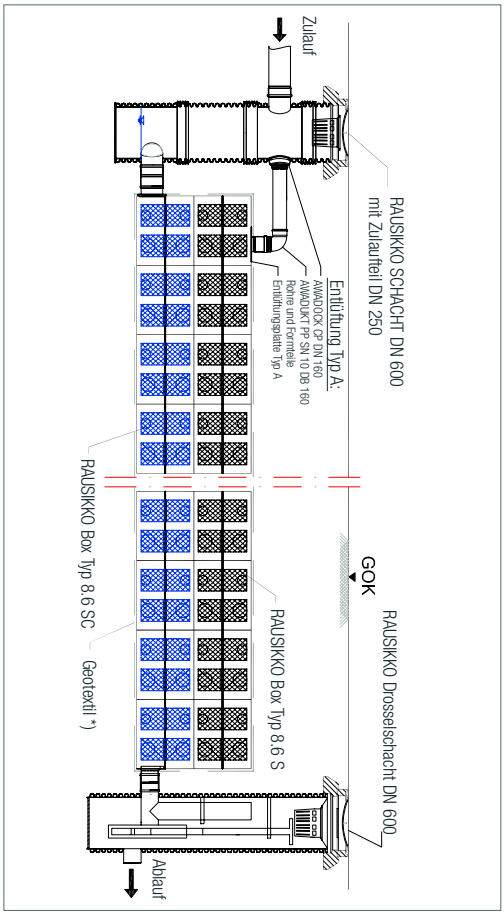 Zulauf
RAUSIKKO SCHACHT DN 600
mit Zulaufteil DN 250
Entlüftung Typ A:
AWADOCK CP DN 160
AWADUKT PP SN 10 DB 160
Rohre und Formteile
Entlüftungsplatte Typ A
GOK
RAUSIKKO Drosselschacht DN 600
RAUSIKKO Box Typ 8.6 SC
Geotextil *)
RAUSIKKO Box Typ 8.6 S
Ablauf